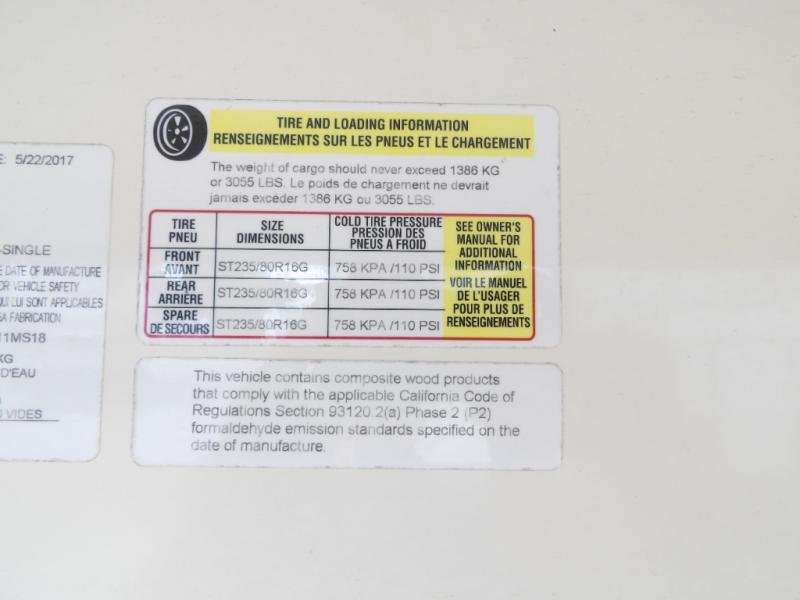 E: 5/22/2017
-SINGLE
E DATE OF MANUFACTURE
OR VEHICLE SAFETY
QUI LUI SONT APPLICABLES
SA FABRICATION
11MS18
KG
D'EAU
VIDES
TIRE AND LOADING INFORMATION
RENSEIGNEMENTS SUR LES PNEUS ET LE CHARGEMENT
The weight of cargo should never exceed 1386 KG
or 3055 LBS. Le poids de chargement ne devrait
jamais excéder 1386 KG ou 3055 LBS.
TIRE
PNEU
SIZE
DIMENSIONS
COLD TIRE PRESSURE
PRESSION DES
PNEUS A FROID
SEE OWNER'S
MANUAL FOR
ADDITIONAL
INFORMATION
VOIR LE MANUEL
DE L'USAGER
POUR PLUS DE
RENSEIGNEMENTS
FRONT
AVANT
ST235/80R16G
758 KPA /110 PSI
REAR
ARRIÈRE
ST235/80R16G
758 KPA /110 PSI
SPARE
DE SECOURS
ST235/80R16G
758 KPA /110 PSI
This vehicle contains composite wood products
that comply with the applicable California Code of
Regulations Section 93120.2(a) Phase 2 (P2)
formaldehyde emission standards specified on the
date of manufacture.